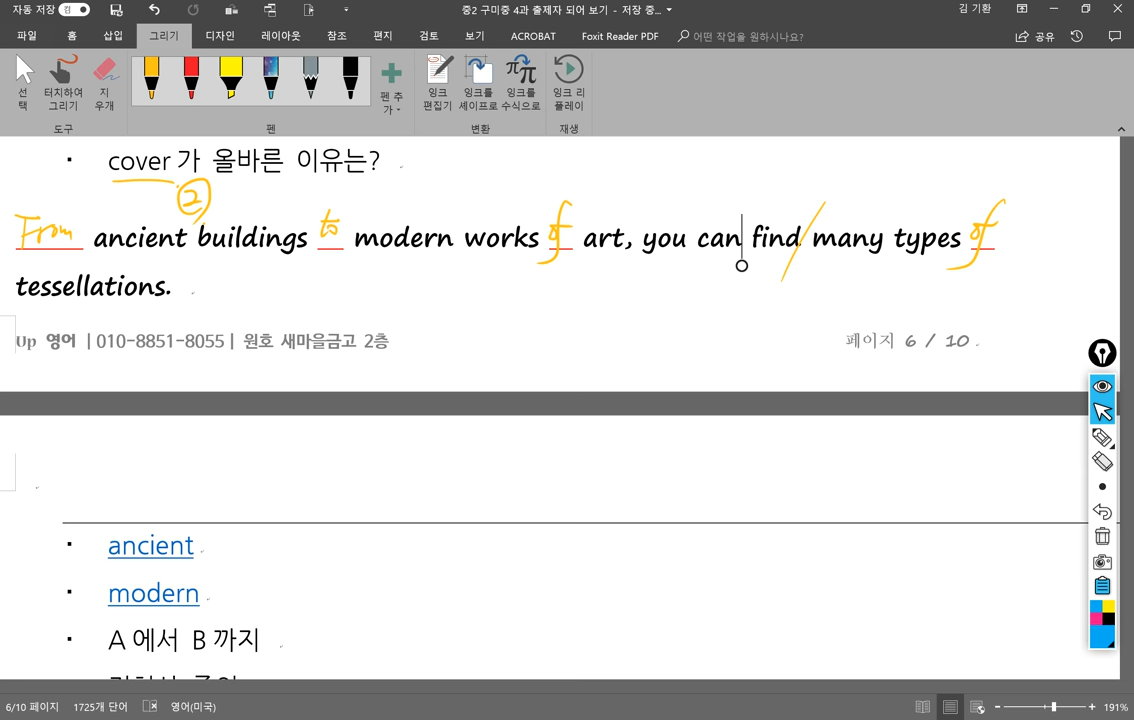 자동 저장 컴
중2 구미중 4과 출제자 되어 보기 - 저장 중...
김 기환
파일 홈 삽입 그리기 디자인 레이아웃 참조 편지 검토 보기 ACROBAT Foxit Reader PDF 어떤 작업을 원하시나요? 공유
선택
터치하여 그리기
지우개
펜 추가
잉크 편집기
잉크를 셰이프로
잉크를 수식으로
잉크 리플레이
도구 펜 변환 재생
· cover가 올바른 이유는?
②
From ancient buildings to modern works of art, you can find many types of
tessellations.
Up 영어 | 010-8851-8055 | 원호 새마을금고 2층
페이지 6 / 10
· ancient
· modern
· A에서 B까지
6/10 페이지 1725개 단어 영어(미국) 191%